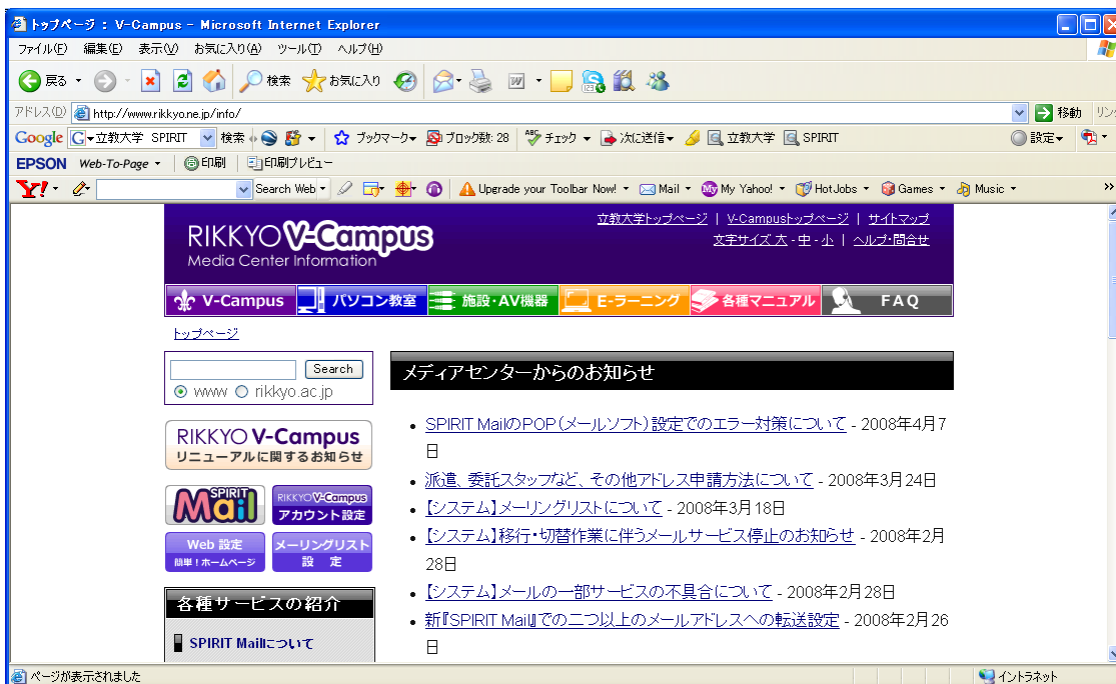 トップページ : V-Campus - Microsoft Internet Explorer
ファイル(F) 編集(E) 表示(V) お気に入り(A) ツール(T) ヘルプ(H)
戻る 検索 お気に入り
アドレス(D) http://www.rikkyo.ne.jp/info/ 移動 リン
Google G 立教大学 SPIRIT 検索 ブックマーク ブロック数: 28 ABC チェック 次に送信 立教大学 SPIRIT 設定
EPSON Web-To-Page 印刷 印刷プレビュー
Y! Search Web Upgrade your Toolbar Now! Mail My Yahoo! HotJobs Games Music »
立教大学トップページ | V-Campusトップページ | サイトマップ
文字サイズ 大 - 中 - 小 | ヘルプ・問合せ
RIKKYO V-Campus
Media Center Information
V-Campus パソコン教室 施設・AV機器 E-ラーニング 各種マニュアル FAQ
トップページ
Search
www rikkyo.ac.jp
RIKKYO V-Campus
リニューアルに関するお知らせ
SPIRIT Mail
RIKKYO V-Campus
アカウント設定
Web 設定
簡単!ホームページ
メーリングリスト
設 定
各種サービスの紹介
SPIRIT Mailについて
メディアセンターからのお知らせ
• SPIRIT MailのPOP(メールソフト)設定でのエラー対策について - 2008年4月7
日
• 派遣、委託スタッフなど、その他アドレス申請方法について - 2008年3月24日
• 【システム】メーリングリストについて - 2008年3月18日
• 【システム】移行・切替作業に伴うメールサービス停止のお知らせ - 2008年2月
28日
• 【システム】メールの一部サービスの不具合について - 2008年2月28日
• 新『SPIRIT Mail』での二つ以上のメールアドレスへの転送設定 - 2008年2月26
日
ページが表示されました イントラネット